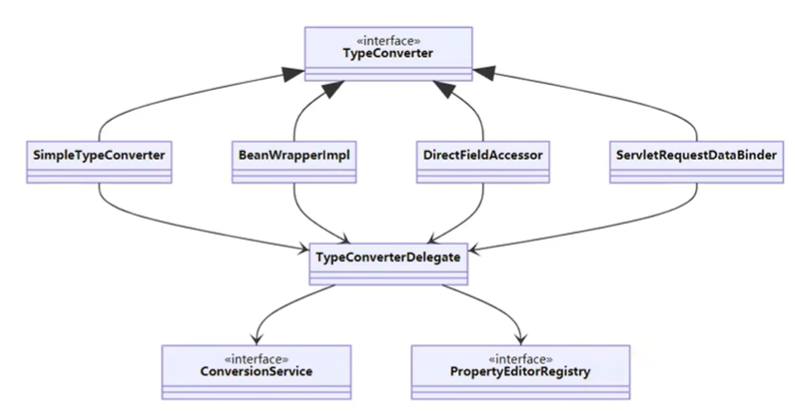 «interface»
TypeConverter
SimpleTypeConverter
BeanWrapperImpl
DirectFieldAccessor
ServletRequestDataBinder
TypeConverterDelegate
«interface»
ConversionService
«interface»
PropertyEditorRegistry